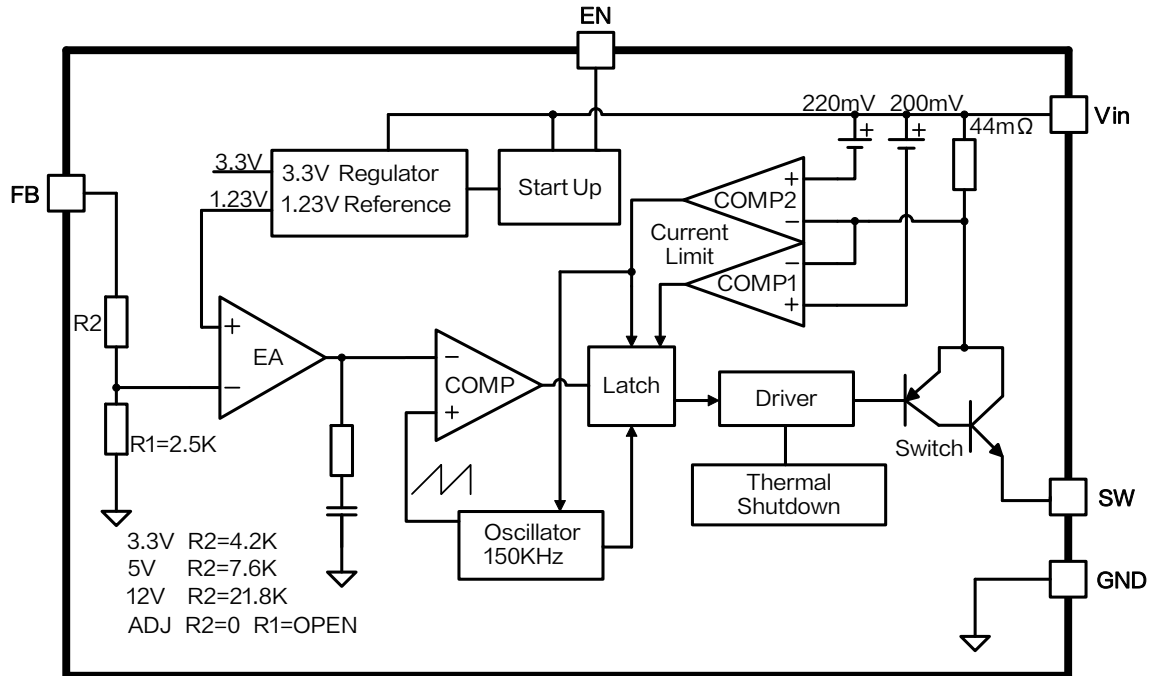 EN
220mV 200mV
Vin
44mΩ
3.3V
3.3V Regulator
1.23V
1.23V Reference
Start Up
FB
+
COMP2
−
Current
Limit
−
COMP1
+
+
+
R2
+
EA
−
−
COMP
+
Latch
Driver
R1=2.5K
Switch
Thermal
Shutdown
SW
Oscillator
150KHz
3.3V R2=4.2K
5V R2=7.6K
12V R2=21.8K
ADJ R2=0 R1=OPEN
GND